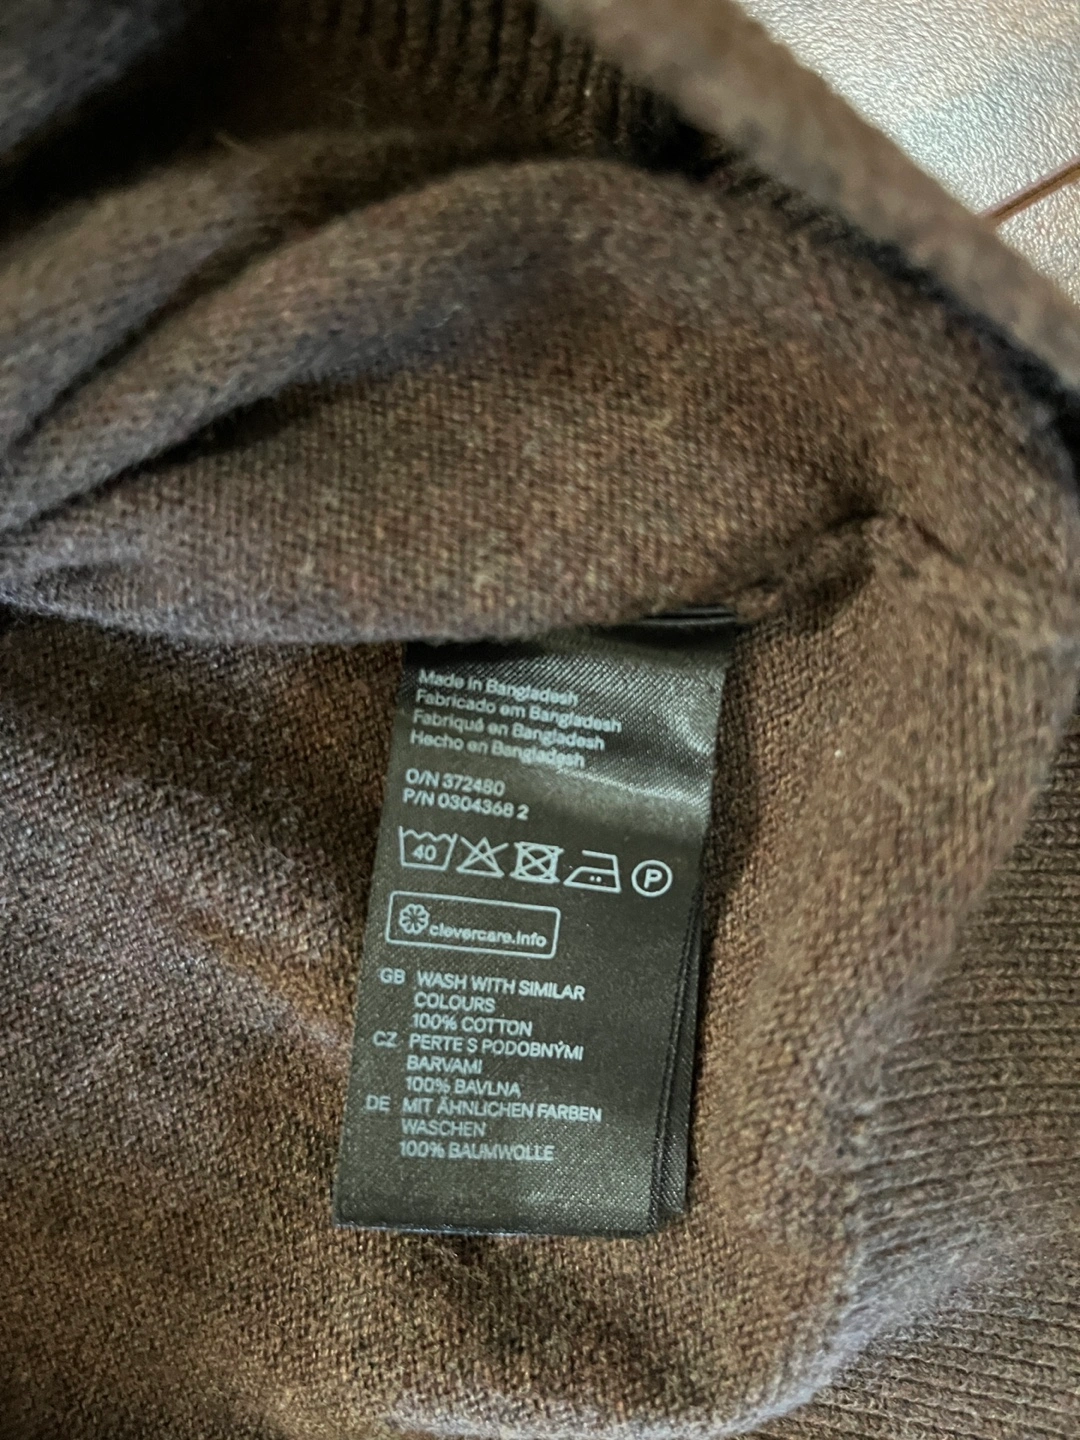 Made in Bangladesh
Fabricado em Bangladesh
Fabriqué en Bangladesh
Hecho en Bangladesh
O/N 372480
P/N 0304368 2
40 P
clevercare.info
GB WASH WITH SIMILAR
COLOURS
100% COTTON
CZ PERTE S PODOBNÝMI
BARVAMI
100% BAVLNA
DE MIT ÄHNLICHEN FARBEN
WASCHEN
100% BAUMWOLLE